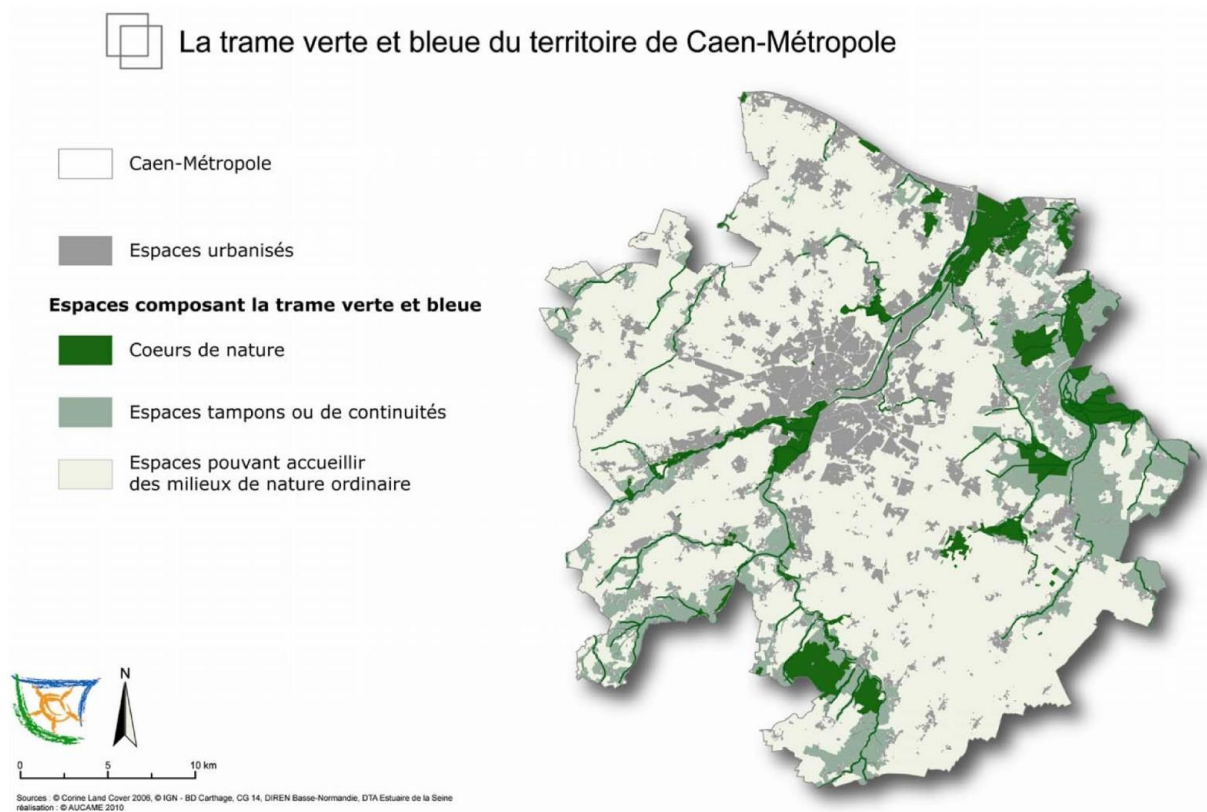 La trame verte et bleue du territoire de Caen-Métropole
Caen-Métropole
Espaces urbanisés
Espaces composant la trame verte et bleue
Coeurs de nature
Espaces tampons ou de continuités
Espaces pouvant accueillir
des milieux de nature ordinaire
N
0 5 10 km
Sources : © Corine Land Cover 2006, © IGN - BD Carthage, CG 14, DIREN Basse-Normandie, DTA Estuaire de la Seine
réalisation : © AUCAME 2010